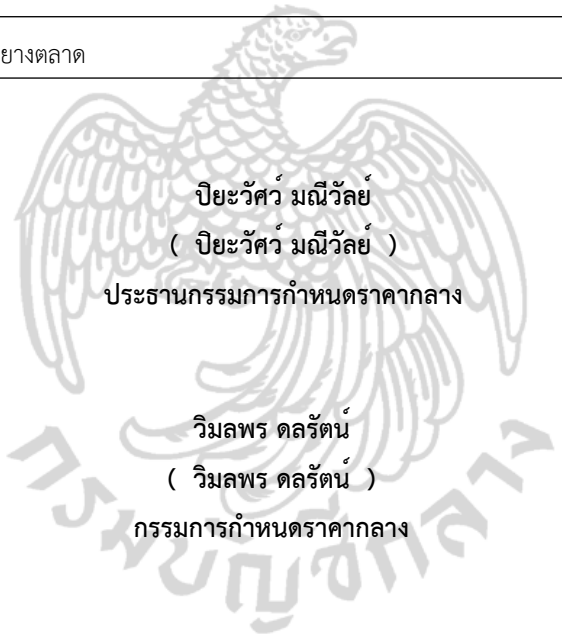 ยางตลาด
ปิยะวัศว์ มณีวัลย์
( ปิยะวัศว์ มณีวัลย์ )
ประธานกรรมการกำหนดราคากลาง
วิมลพร ดลรัตน์
( วิมลพร ดลรัตน์ )
กรรมการกำหนดราคากลาง
กรมบัญชีกลาง